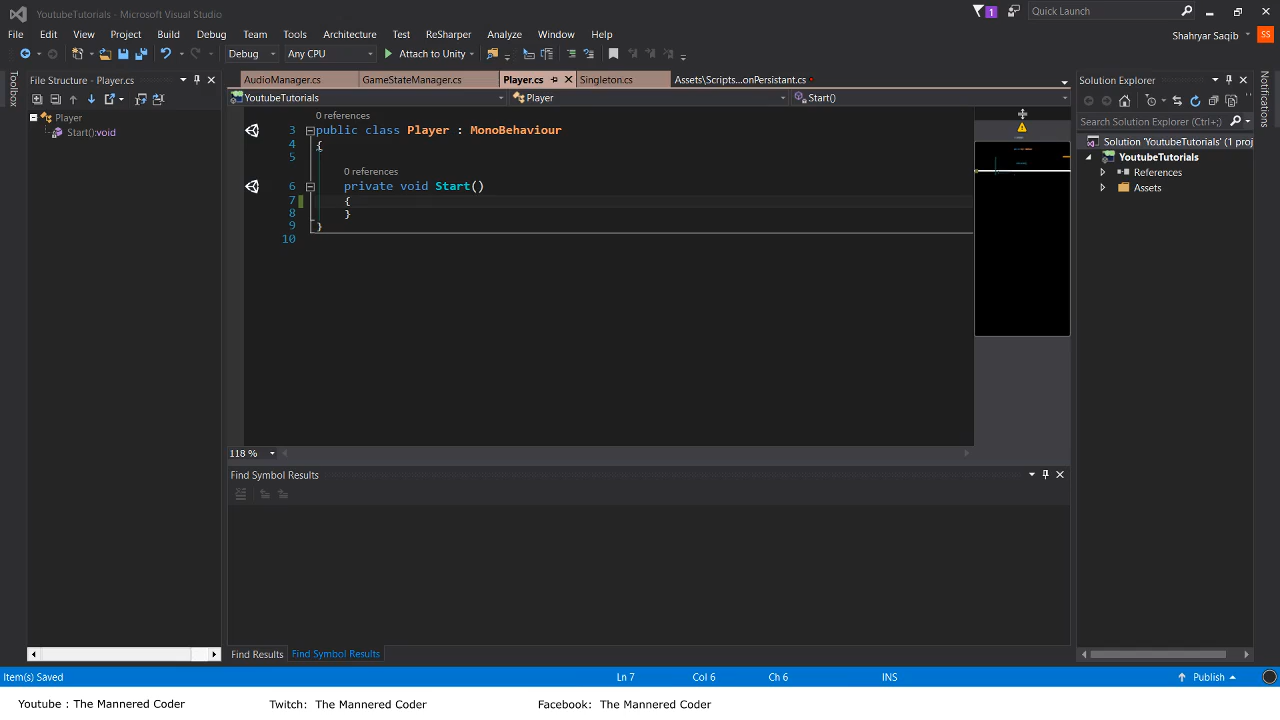 YoutubeTutorials - Microsoft Visual Studio
1
Quick Launch
File Edit View Project Build Debug Team Tools Test ReSharper Analyze Window Help
Shahryar Saqib
SS
Debug Any CPU Attach to Unity
Toolbox
File Structure - Player.cs
Player
Start():void
AudioManager.cs GameStateManager.cs Player.cs Singleton.cs Assets\Scripts...onPersistant.cs
YoutubeTutorials Player Start()
0 references
3 public class Player : MonoBehaviour
4 {
5
0 references
6 private void Start()
7 {
8 }
9 }
10
118 %
Find Symbol Results
Find Results Find Symbol Results
Solution Explorer
Search Solution Explorer (Ctrl+;)
Solution 'YoutubeTutorials' (1 proj
YoutubeTutorials
References
Assets
Notifications
Item(s) Saved Ln 7 Col 6 Ch 6 INS Publish
Youtube : The Mannered Coder Twitch: The Mannered Coder Facebook: The Mannered Coder